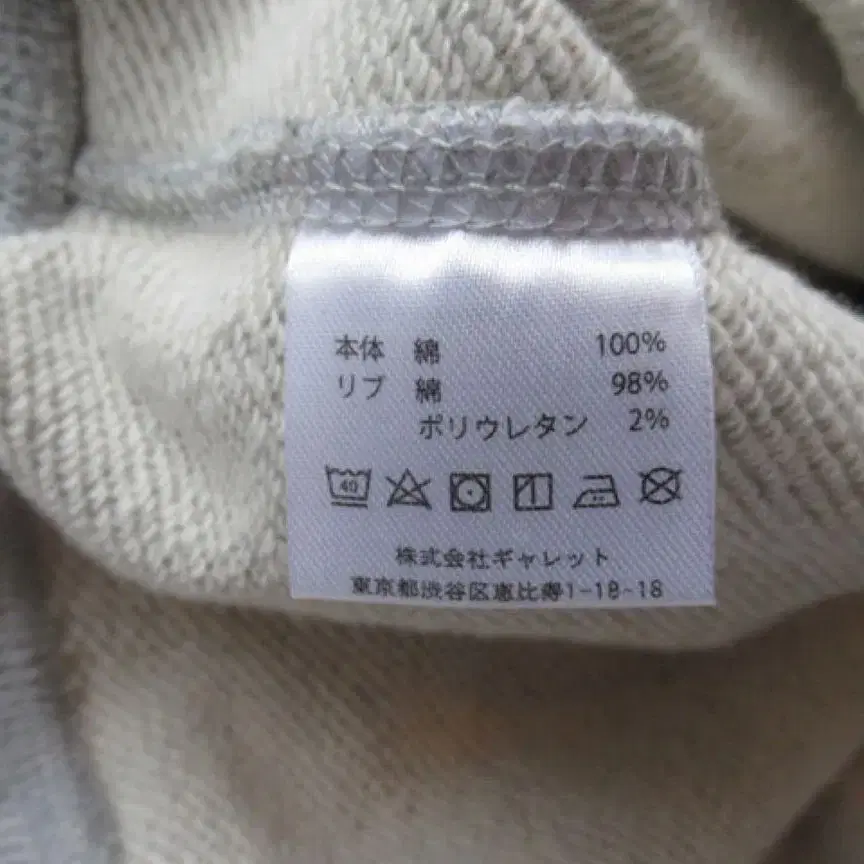 本体 綿 100%
リブ 綿 98%
ポリウレタン 2%
40
株式会社ギャレット
東京都渋谷区恵比寿1-18-18